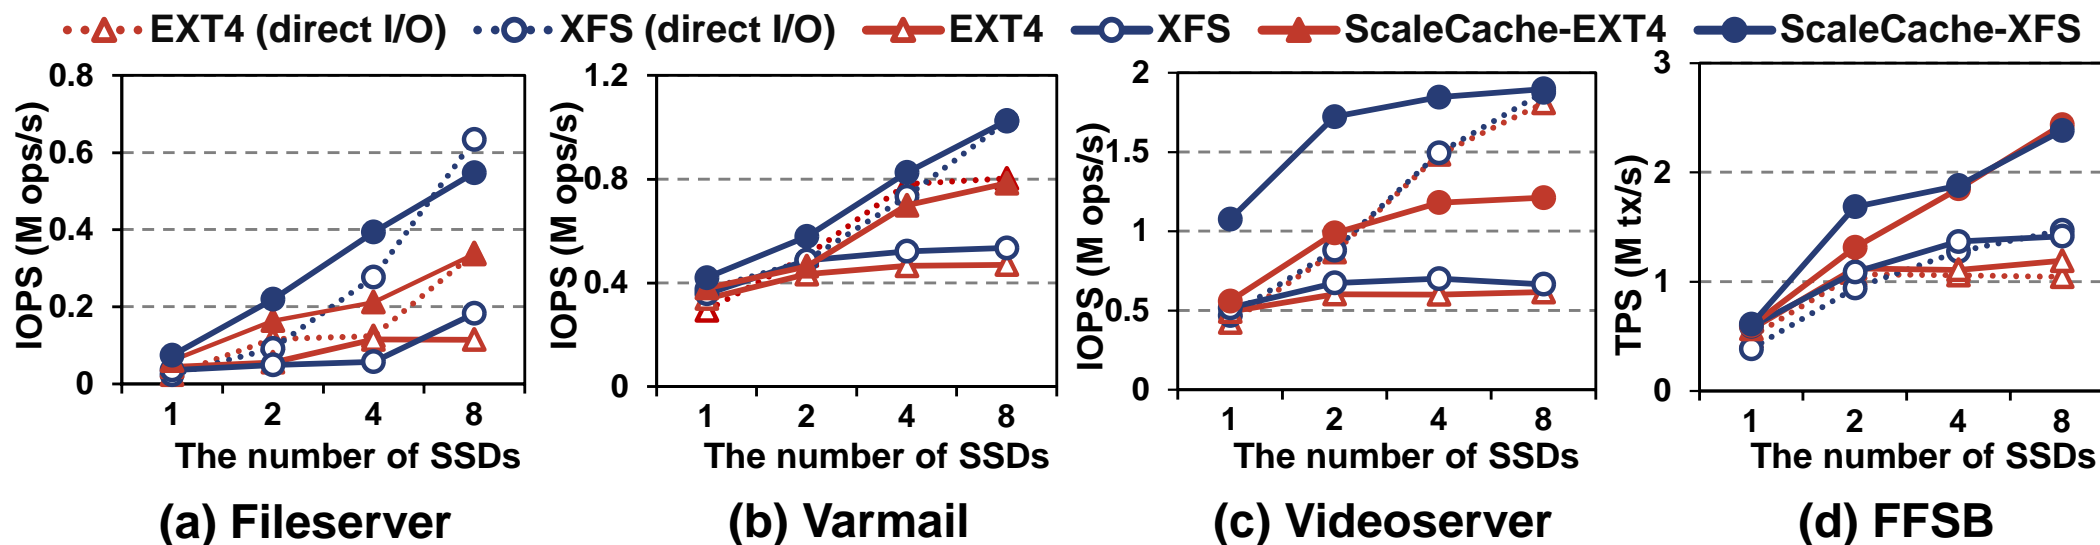 EXT4 (direct I/O) XFS (direct I/O) EXT4 XFS ScaleCache-EXT4 ScaleCache-XFS
IOPS (M ops/s)
0.8
0.6
0.4
0.2
0
1 2 4 8
The number of SSDs
(a) Fileserver
IOPS (M ops/s)
1.2
0.8
0.4
0
1 2 4 8
The number of SSDs
(b) Varmail
IOPS (M ops/s)
2
1.5
1
0.5
0
1 2 4 8
The number of SSDs
(c) Videoserver
TPS (M tx/s)
3
2
1
0
1 2 4 8
The number of SSDs
(d) FFSB